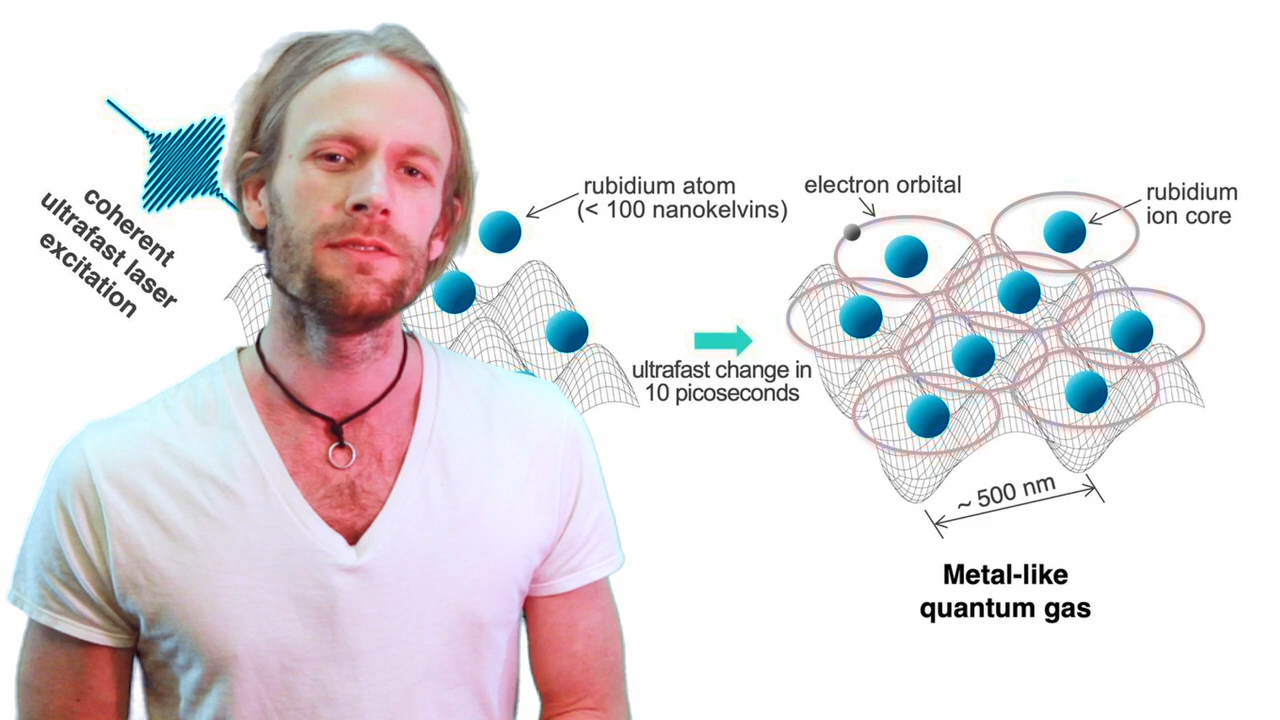 coherent
ultrafast laser
excitation
rubidium atom
(< 100 nanokelvins)
ultrafast change in
10 picoseconds
electron orbital
rubidium
ion core
~ 500 nm
Metal-like
quantum gas